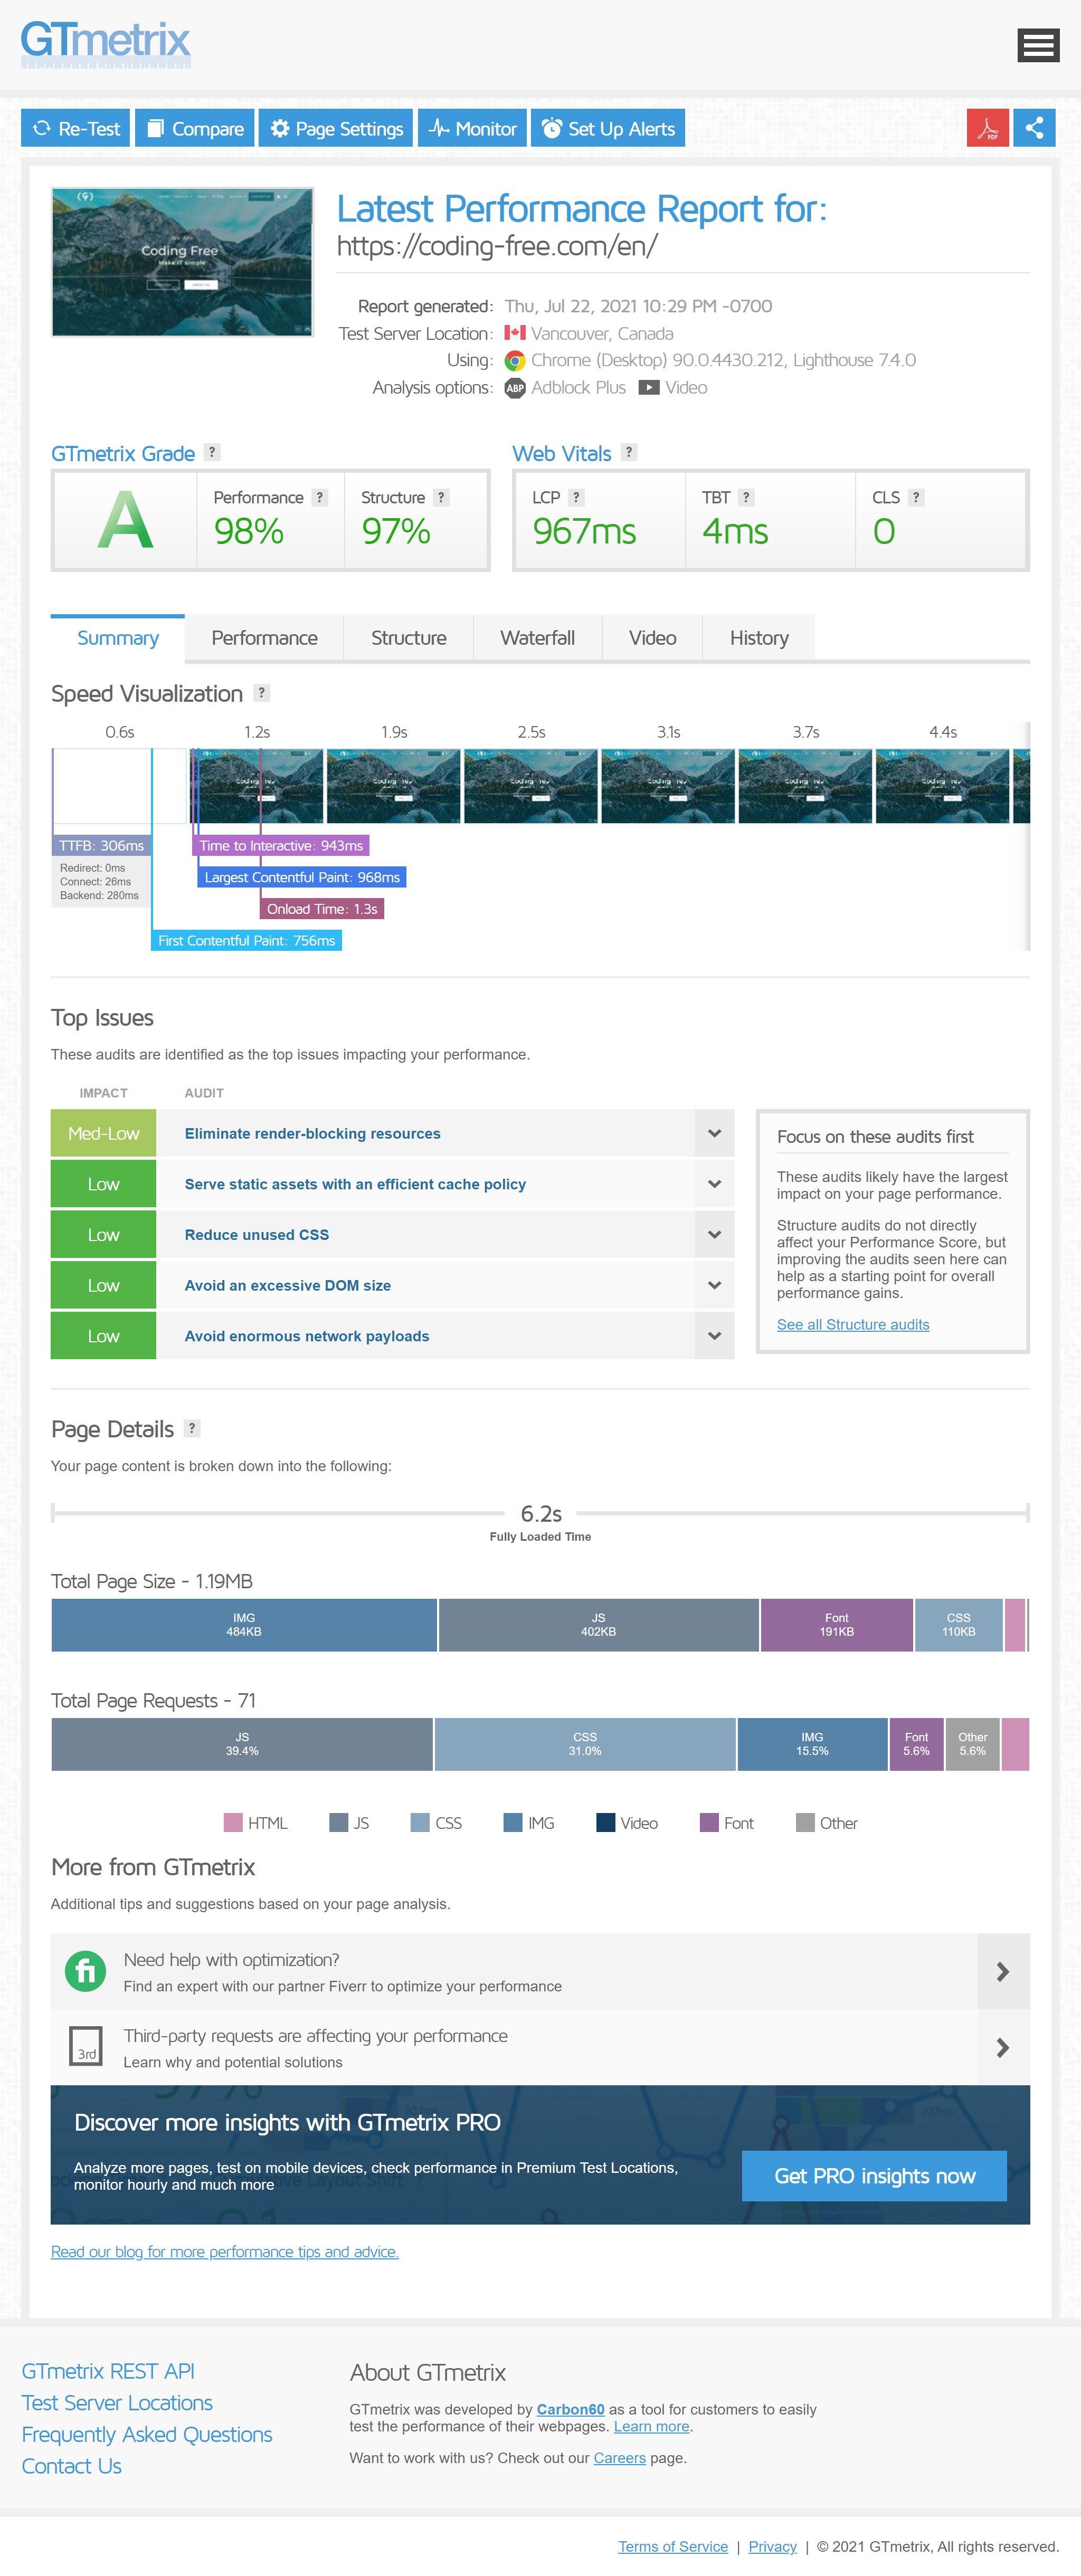 GTmetrix
Re-Test
Compare
Page Settings
Monitor
Set Up Alerts
PDF
Coding Free
Make IT simple
Latest Performance Report for:
https://coding-free.com/en/
Report generated: Thu, Jul 22, 2021 10:29 PM -0700
Test Server Location: Vancouver, Canada
Using: Chrome (Desktop) 90.0.4430.212, Lighthouse 7.4.0
Analysis options: ABP Adblock Plus Video
GTmetrix Grade ?
A
Performance ?
98%
Structure ?
97%
Web Vitals ?
LCP ?
967ms
TBT ?
4ms
CLS ?
0
Summary
Performance
Structure
Waterfall
Video
History
Speed Visualization ?
0.6s
1.2s
1.9s
2.5s
3.1s
3.7s
4.4s
TTFB: 306ms
Redirect: 0ms
Connect: 26ms
Backend: 280ms
Time to Interactive: 943ms
Largest Contentful Paint: 968ms
Onload Time: 1.3s
First Contentful Paint: 756ms
Top Issues
These audits are identified as the top issues impacting your performance.
IMPACT
AUDIT
Med-Low
Eliminate render-blocking resources
Low
Serve static assets with an efficient cache policy
Low
Reduce unused CSS
Low
Avoid an excessive DOM size
Low
Avoid enormous network payloads
Focus on these audits first
These audits likely have the largest
impact on your page performance.
Structure audits do not directly
affect your Performance Score, but
improving the audits seen here can
help as a starting point for overall
performance gains.
See all Structure audits
Page Details ?
Your page content is broken down into the following:
6.2s
Fully Loaded Time
Total Page Size - 1.19MB
IMG
484KB
JS
402KB
Font
191KB
CSS
110KB
Total Page Requests - 71
JS
39.4%
CSS
31.0%
IMG
15.5%
Font
5.6%
Other
5.6%
HTML
JS
CSS
IMG
Video
Font
Other
More from GTmetrix
Additional tips and suggestions based on your page analysis.
fi
Need help with optimization?
Find an expert with our partner Fiverr to optimize your performance
3rd
Third-party requests are affecting your performance
Learn why and potential solutions
Discover more insights with GTmetrix PRO
Analyze more pages, test on mobile devices, check performance in Premium Test Locations,
monitor hourly and much more
Get PRO insights now
Read our blog for more performance tips and advice.
GTmetrix REST API
Test Server Locations
Frequently Asked Questions
Contact Us
About GTmetrix
GTmetrix was developed by Carbon60 as a tool for customers to easily
test the performance of their webpages. Learn more.
Want to work with us? Check out our Careers page.
Terms of Service | Privacy | © 2021 GTmetrix, All rights reserved.